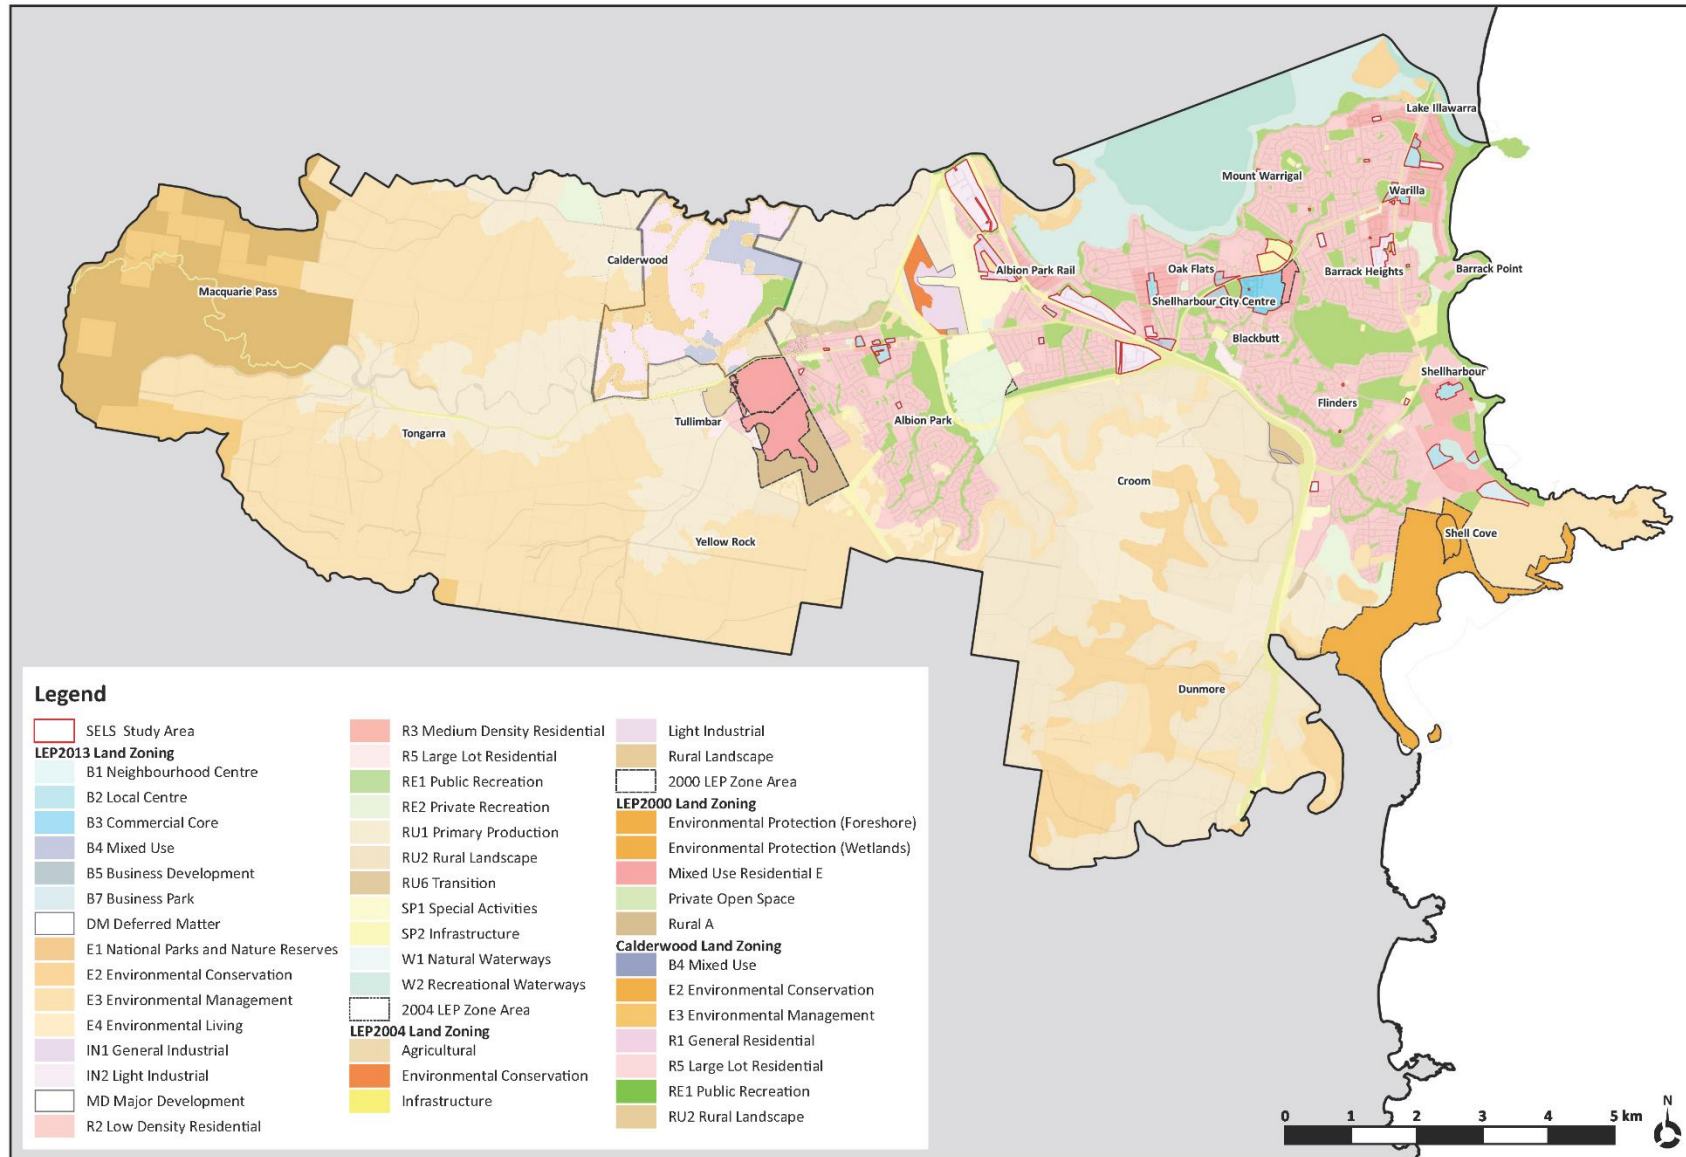 Lake Illawarra
Mount Warrigal
Warilla
Calderwood
Albion Park Rail
Oak Flats
Barrack Heights
Barrack Point
Macquarie Pass
Shellharbour City Centre
Blackbutt
Shellharbour
Flinders
Tullimbar
Albion Park
Tongarra
Croom
Yellow Rock
Shell Cove
Dunmore
Legend
SELS Study Area
LEP2013 Land Zoning
B1 Neighbourhood Centre
B2 Local Centre
B3 Commercial Core
B4 Mixed Use
B5 Business Development
B7 Business Park
DM Deferred Matter
E1 National Parks and Nature Reserves
E2 Environmental Conservation
E3 Environmental Management
E4 Environmental Living
IN1 General Industrial
IN2 Light Industrial
MD Major Development
R2 Low Density Residential
R3 Medium Density Residential
R5 Large Lot Residential
RE1 Public Recreation
RE2 Private Recreation
RU1 Primary Production
RU2 Rural Landscape
RU6 Transition
SP1 Special Activities
SP2 Infrastructure
W1 Natural Waterways
W2 Recreational Waterways
2004 LEP Zone Area
LEP2004 Land Zoning
Agricultural
Environmental Conservation
Infrastructure
Light Industrial
Rural Landscape
2000 LEP Zone Area
LEP2000 Land Zoning
Environmental Protection (Foreshore)
Environmental Protection (Wetlands)
Mixed Use Residential E
Private Open Space
Rural A
Calderwood Land Zoning
B4 Mixed Use
E2 Environmental Conservation
E3 Environmental Management
R1 General Residential
R5 Large Lot Residential
RE1 Public Recreation
RU2 Rural Landscape
0 1 2 3 4 5 km
N